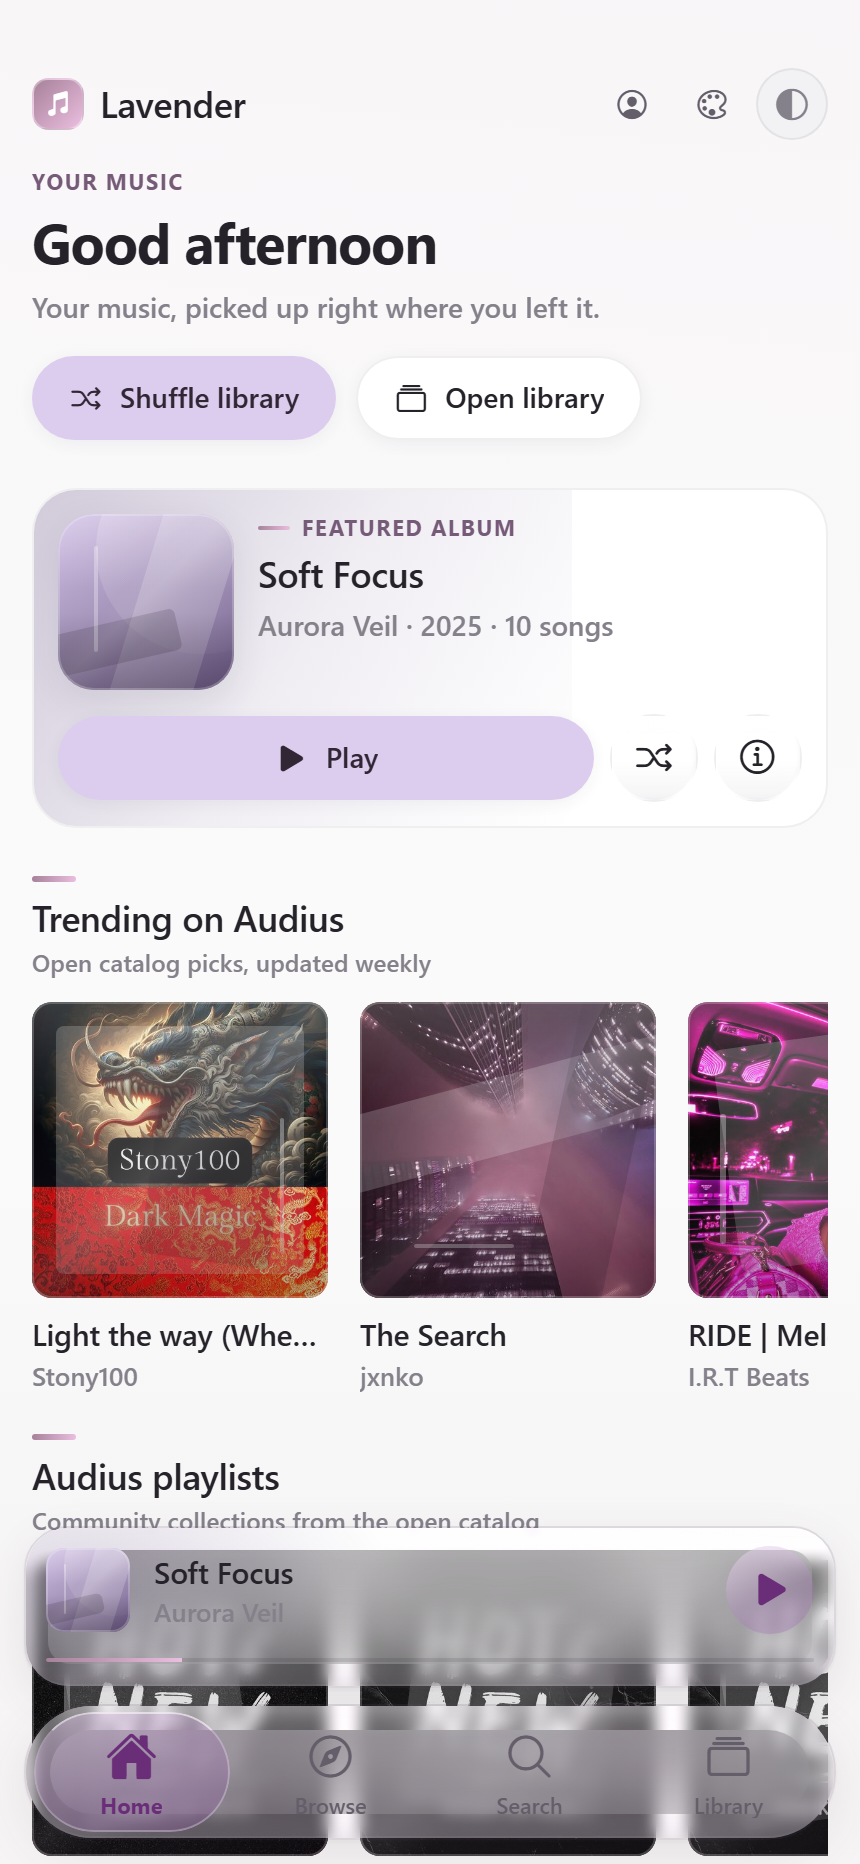 Lavender
YOUR MUSIC
Good afternoon
Your music, picked up right where you left it.
Shuffle library
Open library
FEATURED ALBUM
Soft Focus
Aurora Veil · 2025 · 10 songs
Play
Trending on Audius
Open catalog picks, updated weekly
Stony100
Dark Magic
Light the way (Whe...
Stony100
The Search
jxnko
RIDE | Mel
I.R.T Beats
Audius playlists
Community collections from the open catalog
Soft Focus
Aurora Veil
Home
Browse
Search
Library